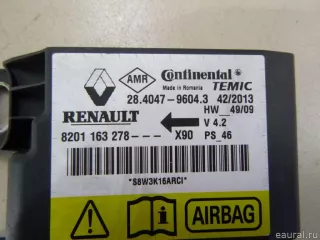 AMR Continental
Made in Romania TEMIC
28.4047-9604.3 42/2013
HW__49/09
RENAULT V 4.2
8201 163 278--- X90 PS_46
*S8W3K16ARCI*
AIRBAG
© eaural.ru